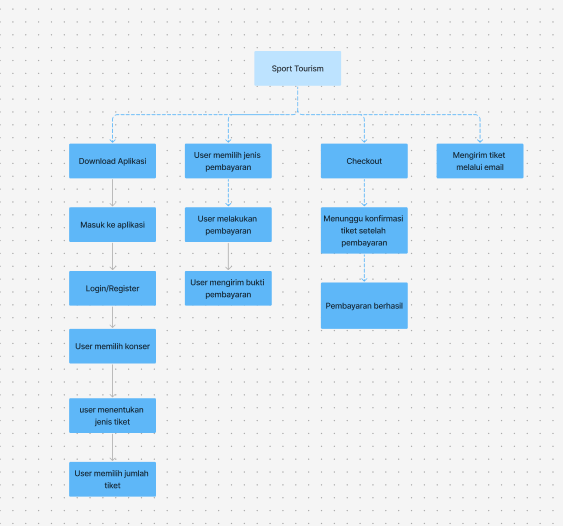 Sport Tourism
Download Aplikasi
Masuk ke aplikasi
Login/Register
User memilih konser
user menentukan
jenis tiket
User memilih jumlah
tiket
User memilih jenis
pembayaran
User melakukan
pembayaran
User mengirim bukti
pembayaran
Checkout
Menunggu konfirmasi
tiket setelah
pembayaran
Pembayaran berhasil
Mengirim tiket
melalui email